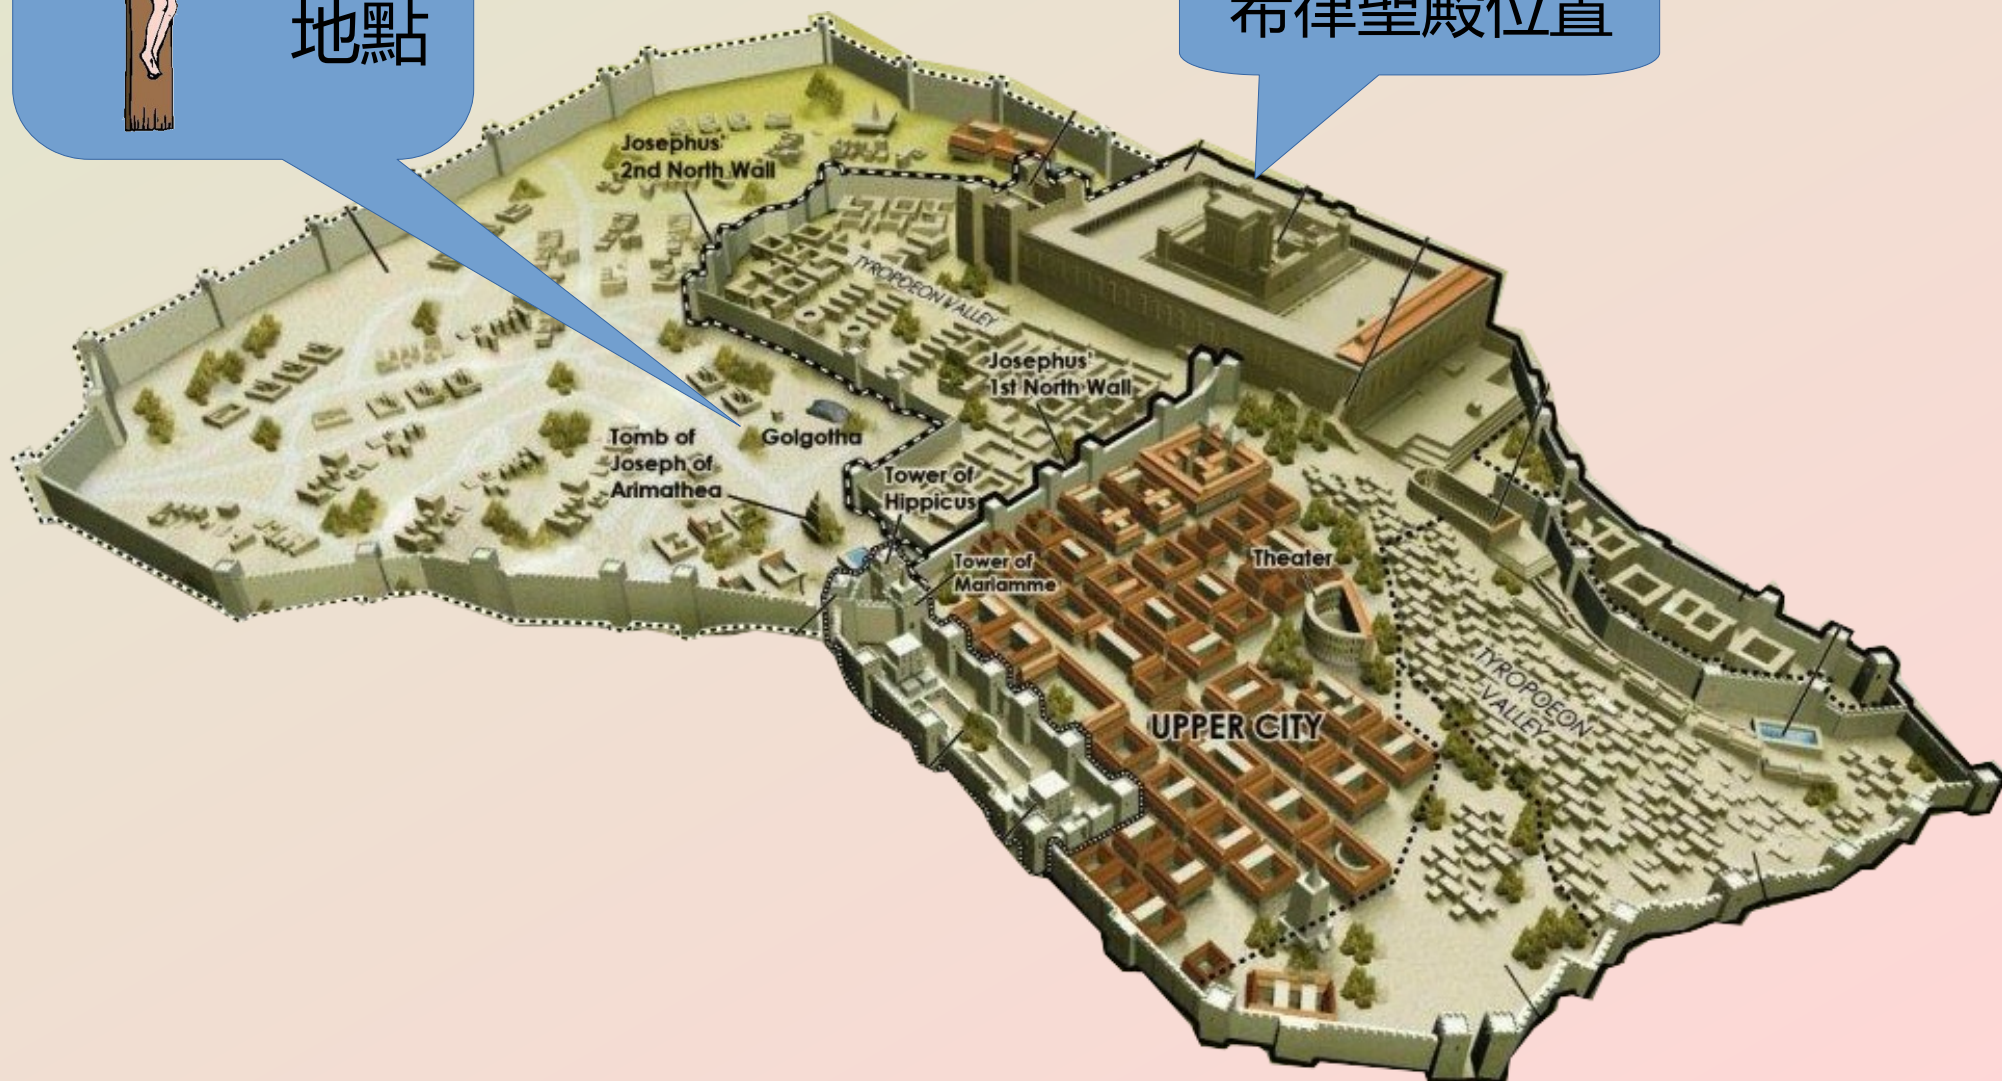 地點
希律聖殿位置
Josephus'
2nd North Wall
TYROPOEON VALLEY
Josephus'
1st North Wall
Golgotha
Tomb of
Joseph of
Arimathea
Tower of
Hippicus
Tower of
Mariamme
Theater
UPPER CITY
TYROPOEON
VALLEY